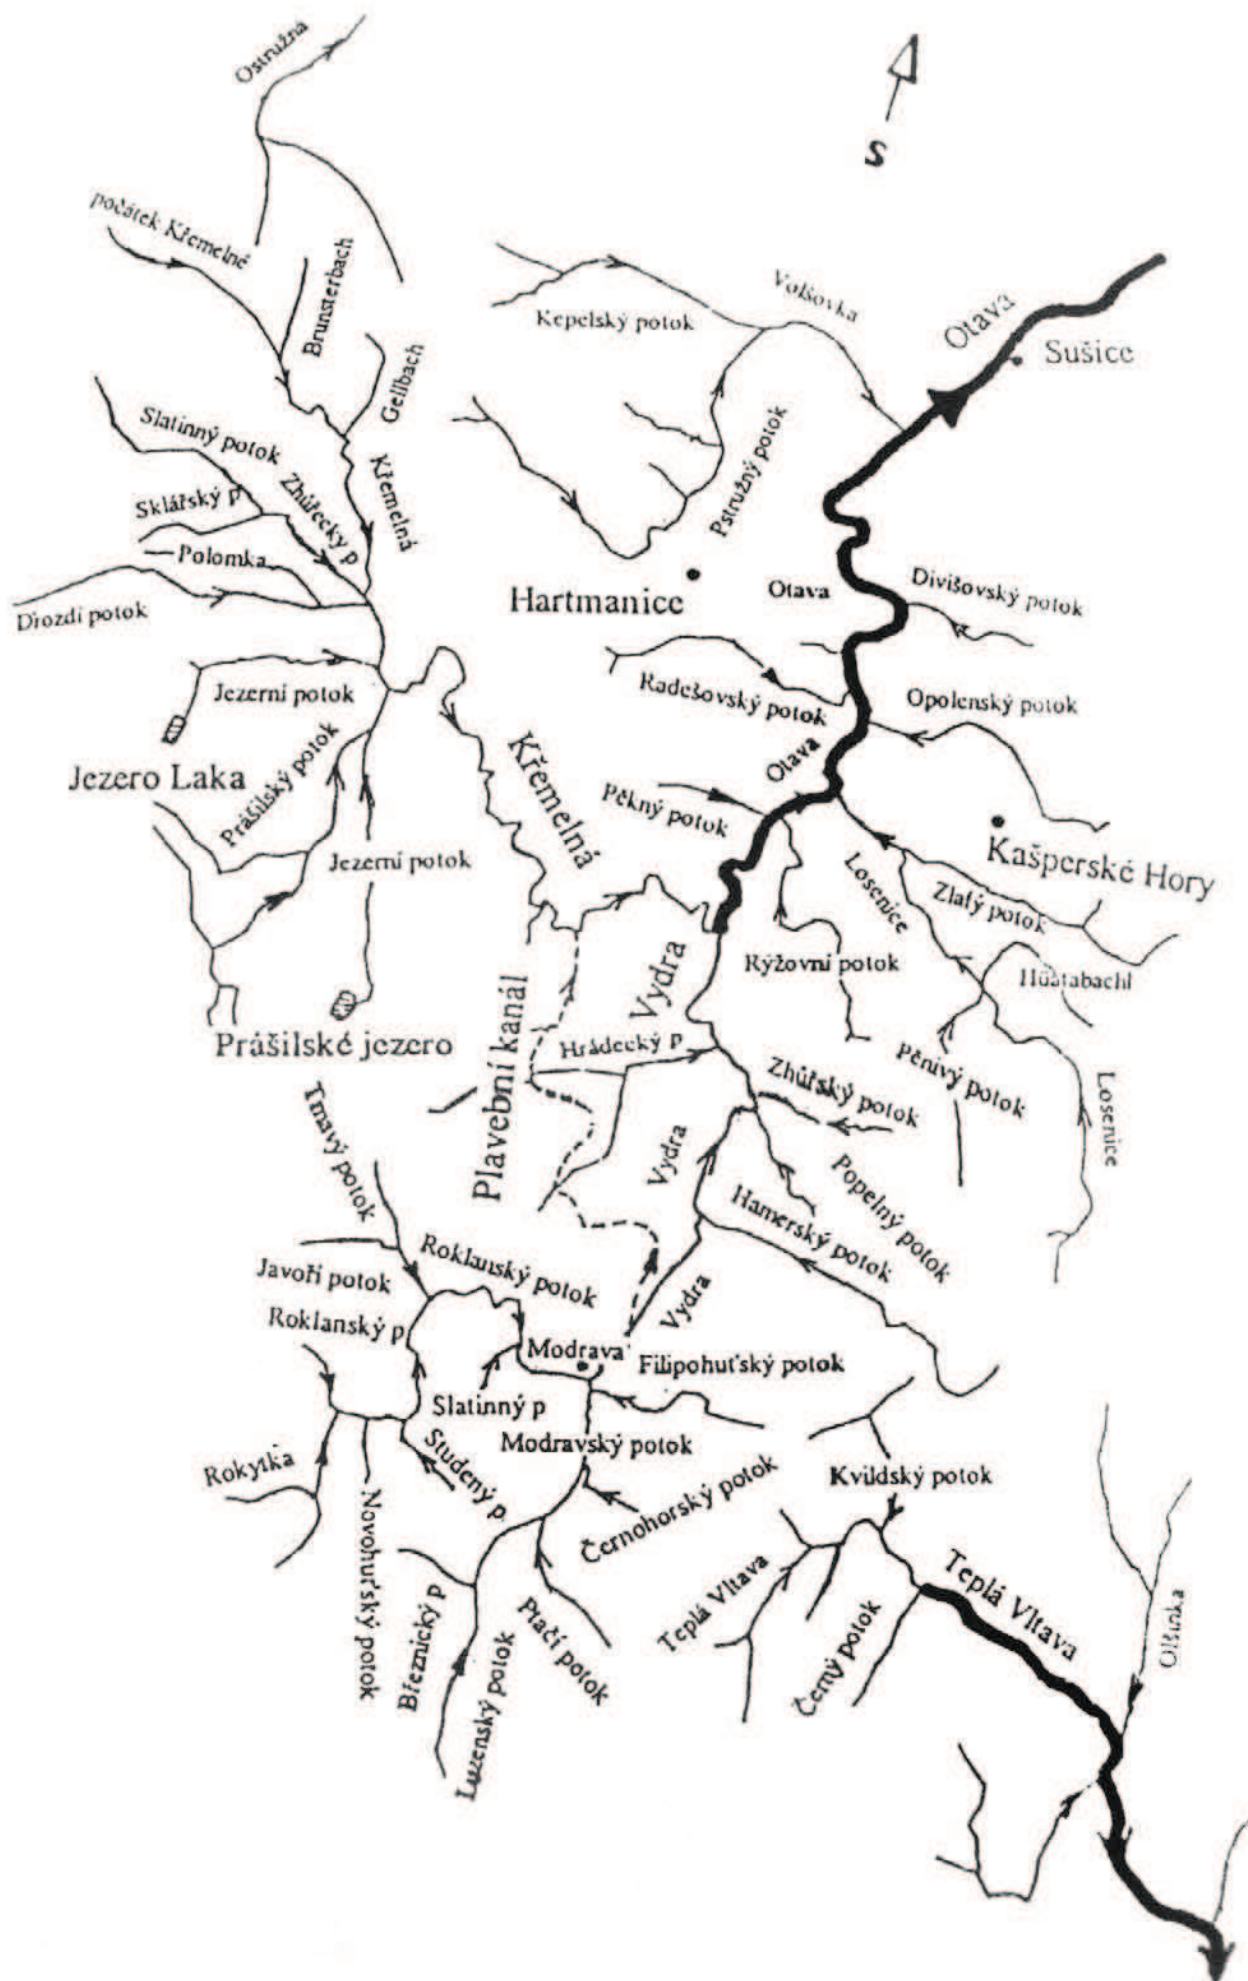 Ostružná
S
počátek Křemelné
Brunsterbach
Volšovka
Kepelský potok
Otava
Sušice
Gellbach
Slatinný potok
Křemelná
Sklářský p
Zhůřecký p
Pstružný potok
Polomka
Hartmanice
Otava
Divišovský potok
Drozdí potok
Jezerní potok
Radešovský potok
Opolenský potok
Jezero Laka
Prášilský potok
Křemelná
Otava
Pěkný potok
Kašperské Hory
Jezerní potok
Losenice
Zlatý potok
Vydra
Rýžovní potok
Prášilské jezero
Plavební kanál
Hrádecký p
Pěnivý potok
Zhůřský potok
Losenice
Tmavý potok
Vydra
Popelný potok
Hamerský potok
Roklanský potok
Javoří potok
Vydra
Roklanský p
Modrava
Filipohuťský potok
Slatinný p
Modravský potok
Studený p.
Rokytka
Kvildský potok
Černohorský potok
Novohuťský potok
Teplá Vltava
Teplá Vltava
Březnický p
Ptačí potok
Černý potok
Olšinka
Luzenský potok